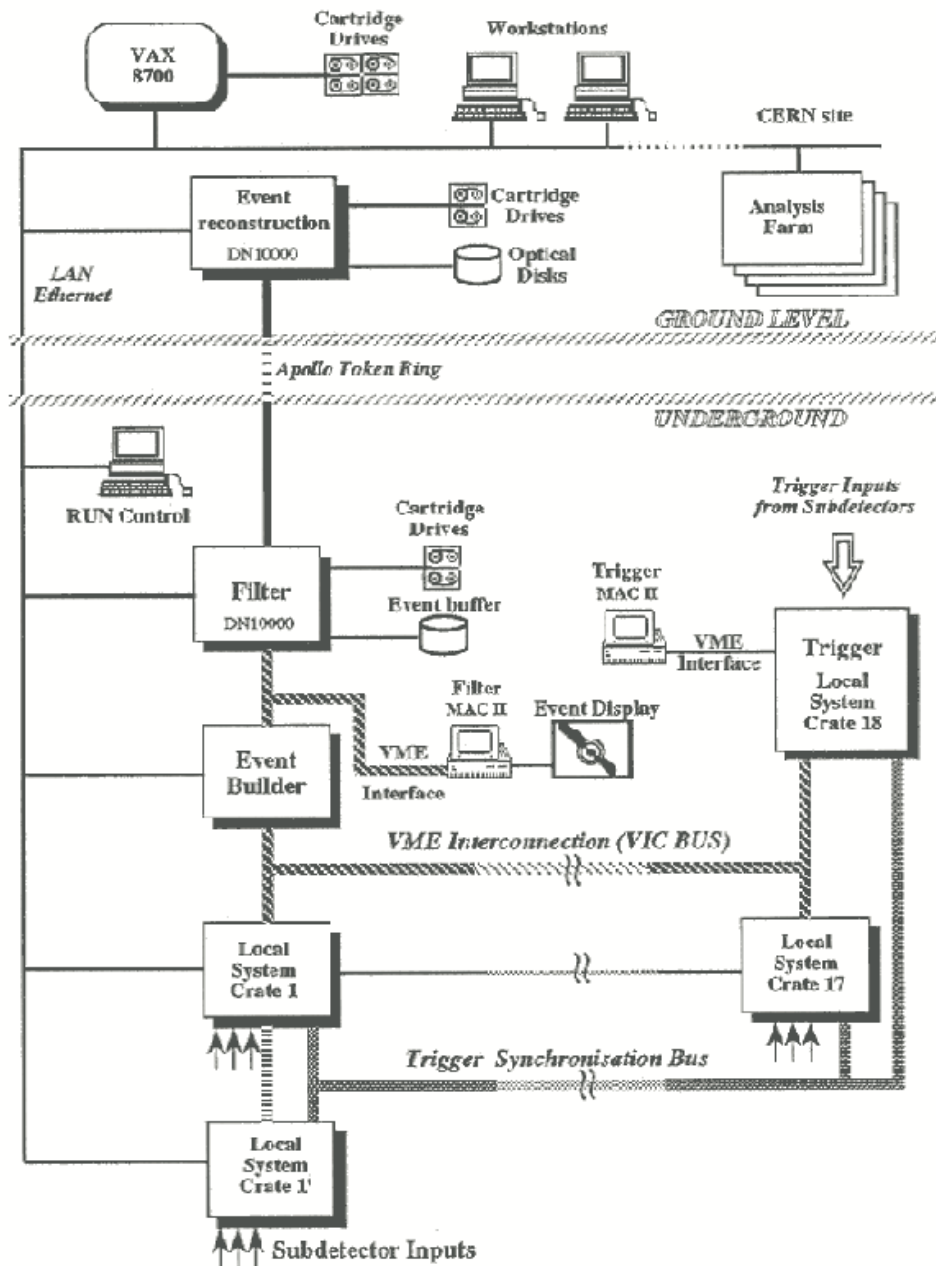 Cartridge
Drives
Workstations
VAX
8700
CERN site
Event
reconstruction
DN10000
Cartridge
Drives
Optical
Disks
Analysis
Farm
LAN
Ethernet
GROUND LEVEL
Apollo Token Ring
UNDERGROUND
RUN Control
Trigger Inputs
from Subdetectors
Cartridge
Drives
Event buffer
Filter
DN10000
Trigger
MAC II
VME
Interface
Trigger
Local
System
Crate 18
Filter
MAC II
Event Display
Event
Builder
VME
Interface
VME Interconnection (VIC BUS)
Local
System
Crate 1
Local
System
Crate 17
Trigger Synchronisation Bus
Local
System
Crate 1'
Subdetector Inputs